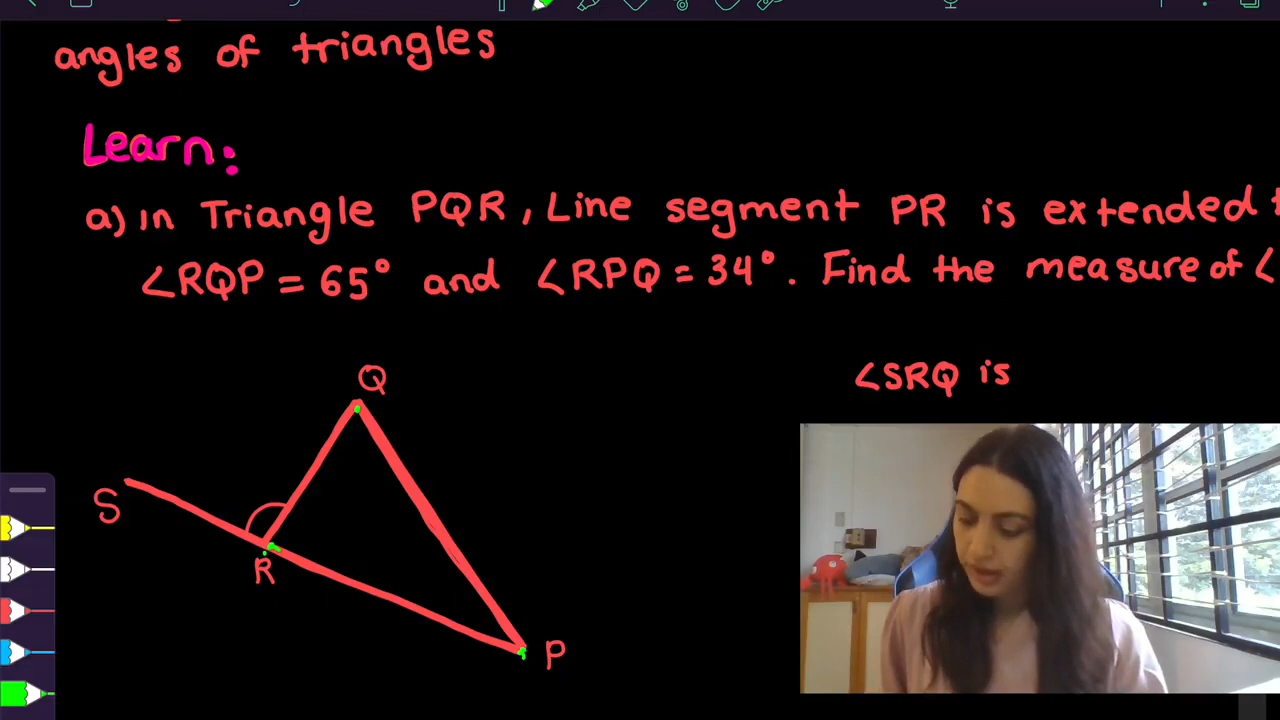 angles of triangles
Learn:
a) in Triangle PQR, Line segment PR is extended
∠RQP = 65° and ∠RPQ = 34°. Find the measure of ∠
∠SRQ is
Q
S
R
P